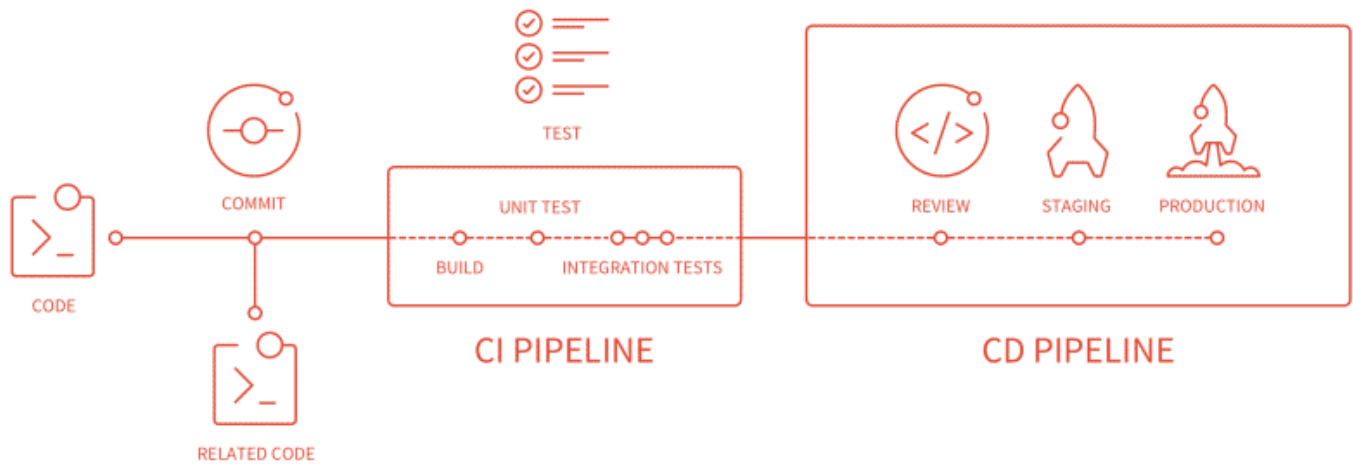 TEST
COMMIT
UNIT TEST
REVIEW
STAGING
PRODUCTION
BUILD
INTEGRATION TESTS
CODE
CI PIPELINE
CD PIPELINE
RELATED CODE